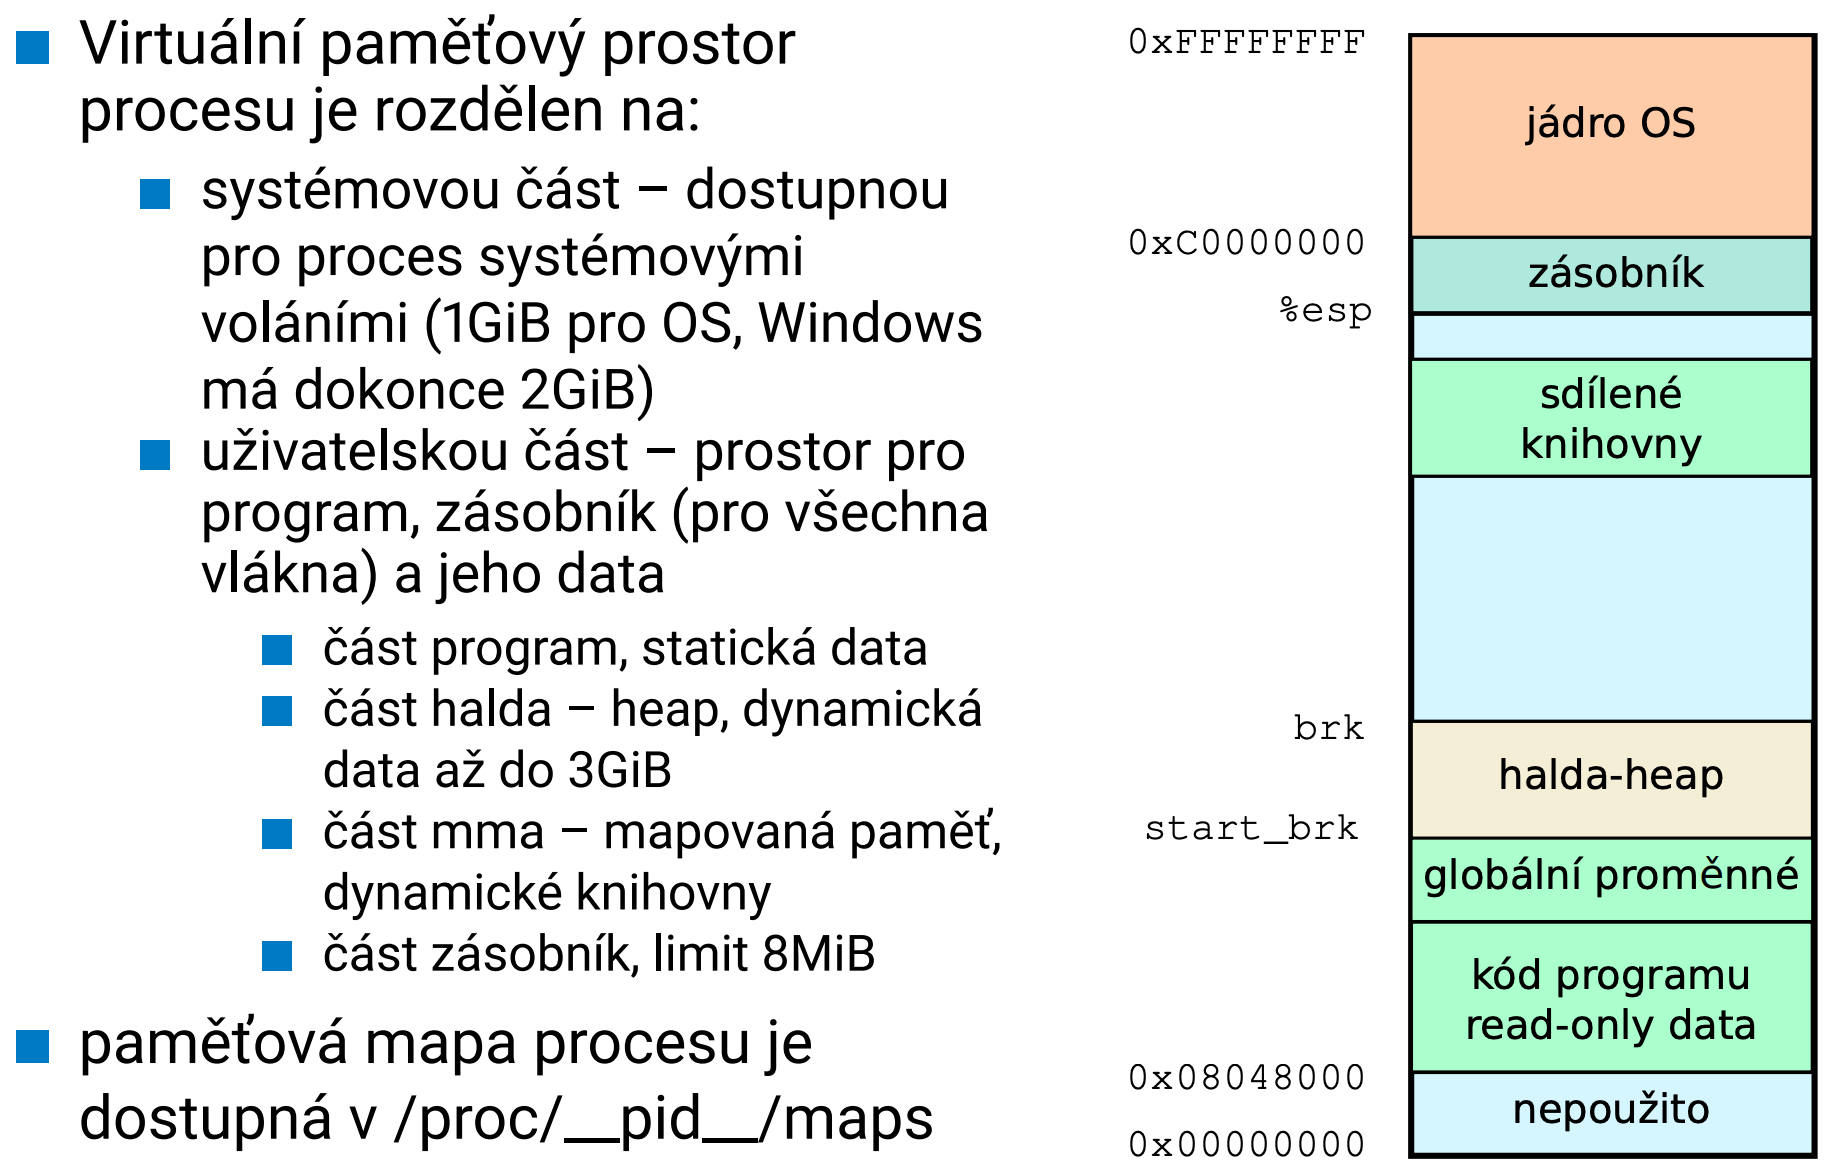 Virtuální paměťový prostor
procesu je rozdělen na:
systémovou část – dostupnou
pro proces systémovými
voláními (1GiB pro OS, Windows
má dokonce 2GiB)
uživatelskou část – prostor pro
program, zásobník (pro všechna
vlákna) a jeho data
část program, statická data
část halda – heap, dynamická
data až do 3GiB
část mma – mapovaná paměť,
dynamické knihovny
část zásobník, limit 8MiB
paměťová mapa procesu je
dostupná v /proc/__pid__/maps
0xFFFFFFFF
jádro OS
0xC0000000
zásobník
%esp
sdílené
knihovny
brk
halda-heap
start_brk
globální proměnné
kód programu
read-only data
0x08048000
nepoužito
0x00000000